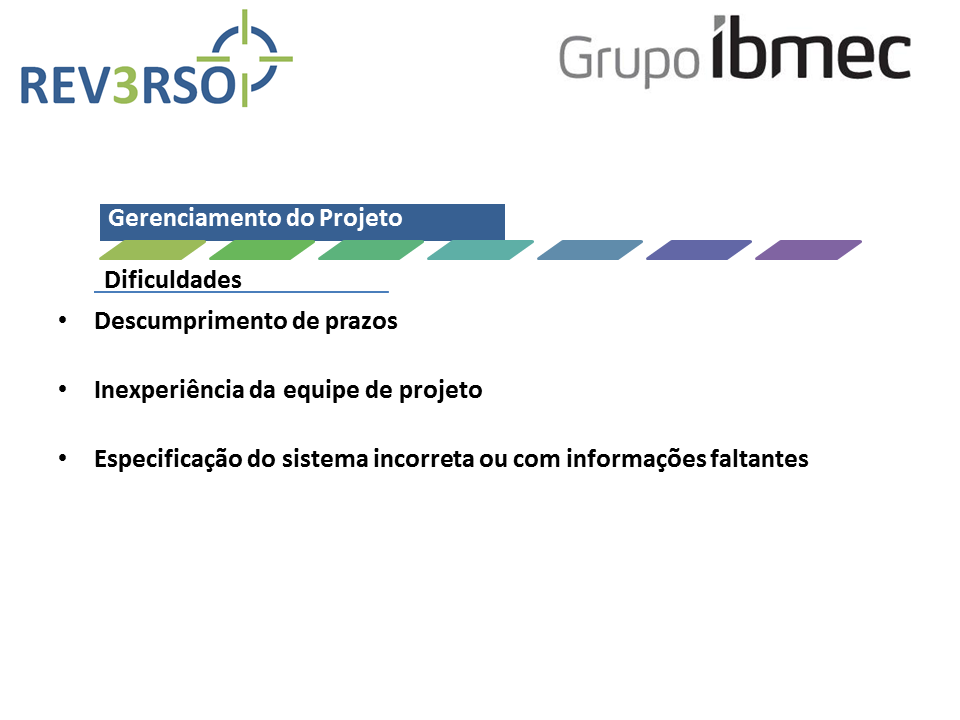 REV3RSO
Grupo ibmec
Gerenciamento do Projeto
Dificuldades
• Descumprimento de prazos
• Inexperiência da equipe de projeto
• Especificação do sistema incorreta ou com informações faltantes